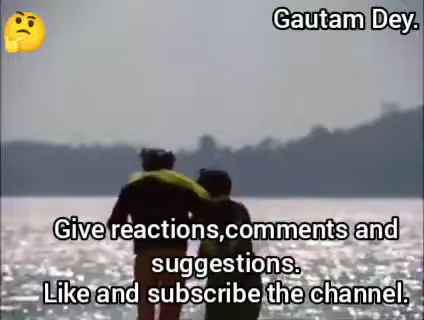 Gautam Dey.
Give reactions,comments and
suggestions.
Like and subscribe the channel.